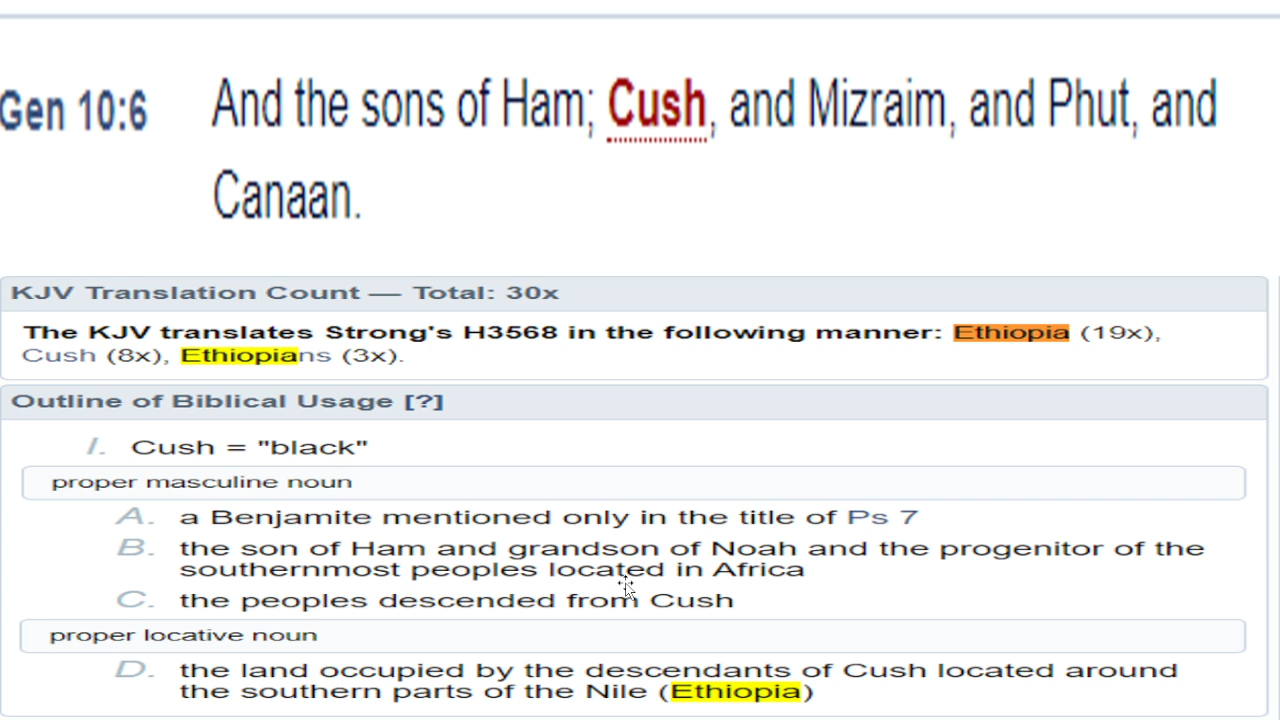 Gen 10:6 And the sons of Ham; Cush, and Mizraim, and Phut, and
Canaan.
KJV Translation Count — Total: 30x
The KJV translates Strong's H3568 in the following manner: Ethiopia (19x),
Cush (8x), Ethiopians (3x).
Outline of Biblical Usage [?]
I. Cush = "black"
proper masculine noun
A. a Benjamite mentioned only in the title of Ps 7
B. the son of Ham and grandson of Noah and the progenitor of the
southernmost peoples located in Africa
C. the peoples descended from Cush
proper locative noun
D. the land occupied by the descendants of Cush located around
the southern parts of the Nile (Ethiopia)